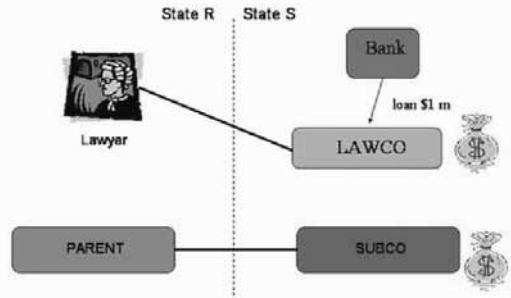 State R State S
Bank
loan $1 m
Lawyer
LAWCO
PARENT
SUBCO
$
$